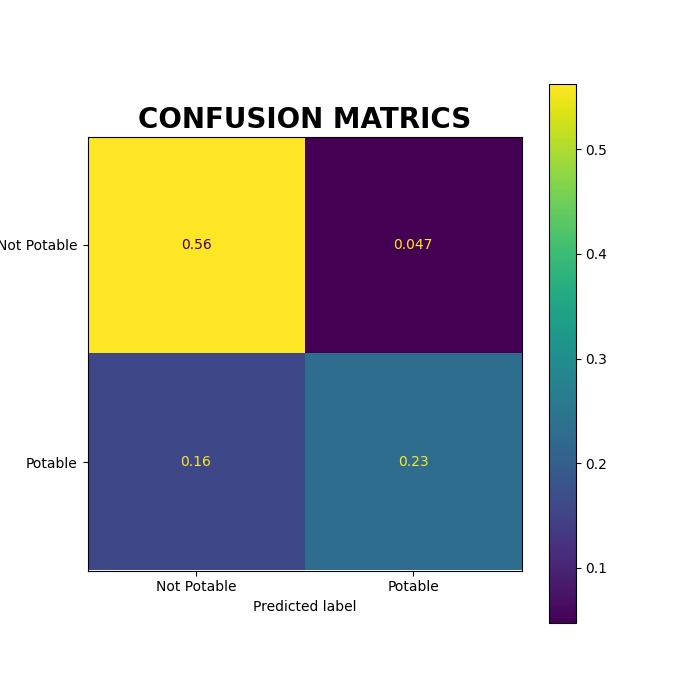 CONFUSION MATRICS
0.5
0.56
0.047
Not Potable
0.4
0.3
0.16
0.23
Potable
0.2
0.1
Not Potable
Potable
Predicted label